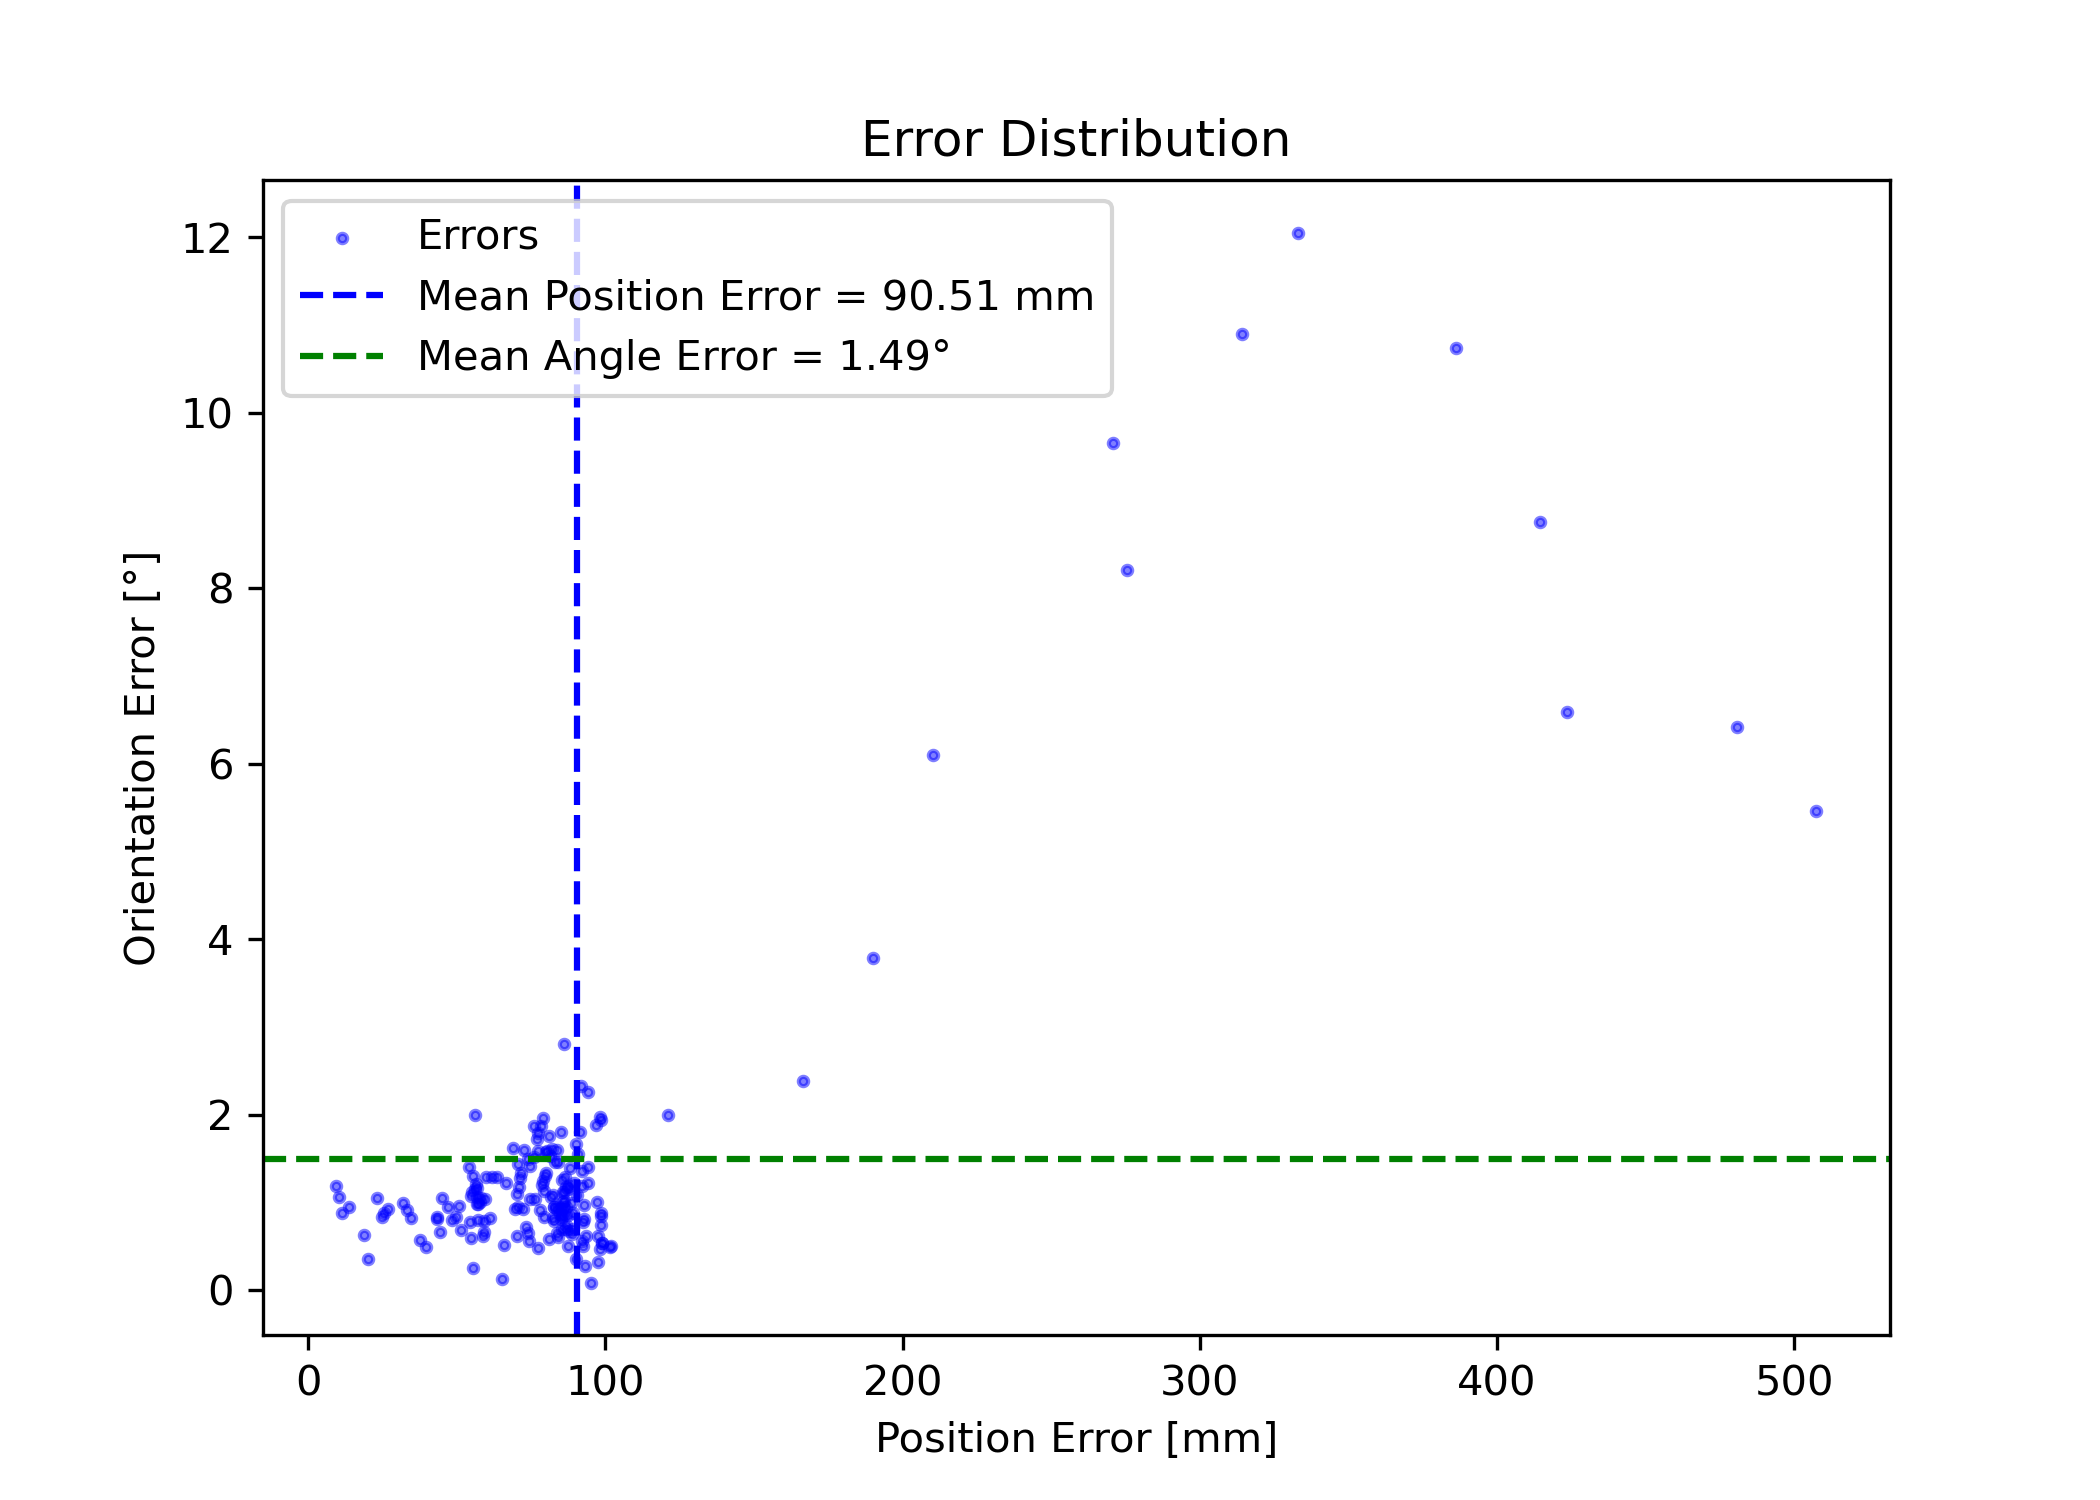 Error Distribution
Errors
Mean Position Error = 90.51 mm
Mean Angle Error = 1.49°
12
10
8
6
4
2
0
Orientation Error [°]
0 100 200 300 400 500
Position Error [mm]